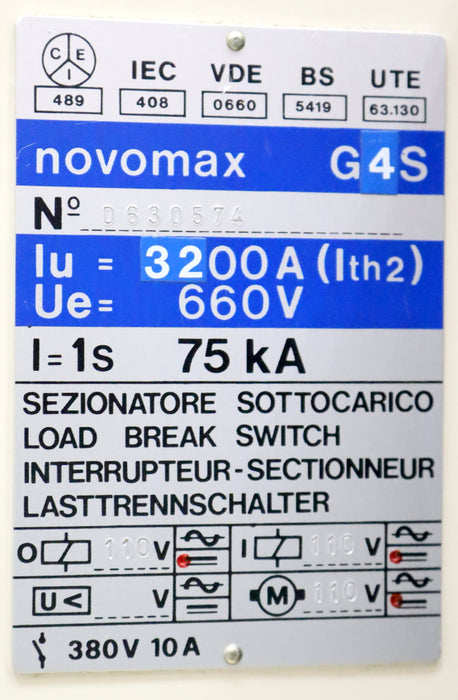 C E I
IEC VDE BS UTE
489 408 0660 5419 63.130
novomax G4S
Nº D630574
Iu = 3200A (Ith2)
Ue= 660V
I=1s 75 kA
SEZIONATORE SOTTOCARICO
LOAD BREAK SWITCH
INTERRUPTEUR-SECTIONNEUR
LASTTRENNSCHALTER
O 110 V I 110 V
U< V M 110 V
380V 10A